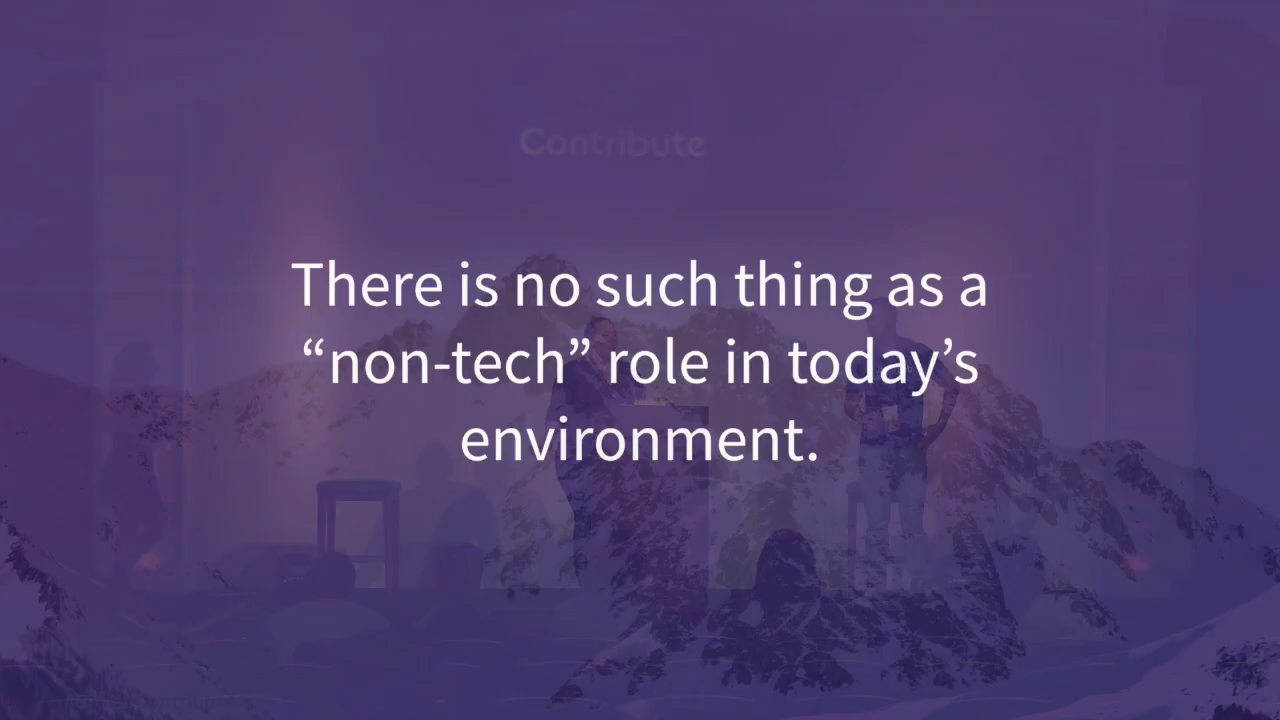 Contribute
There is no such thing as a
“non-tech” role in today’s
environment.